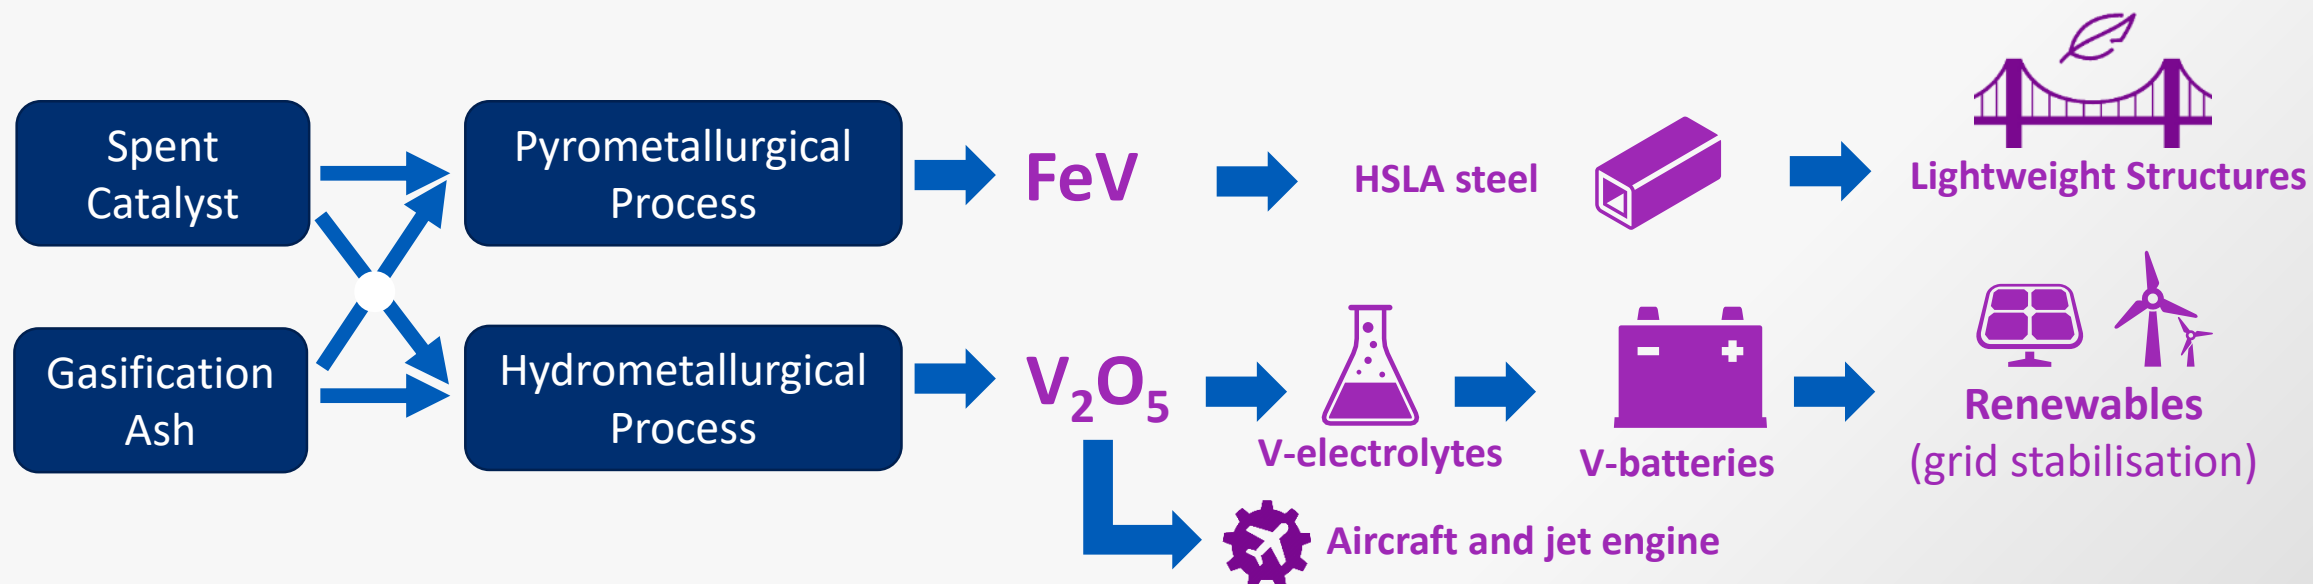 Spent
Catalyst
Pyrometallurgical
Process
FeV
HSLA steel
Lightweight Structures
Gasification
Ash
Hydrometallurgical
Process
V₂O₅
V-electrolytes
V-batteries
Renewables
(grid stabilisation)
Aircraft and jet engine